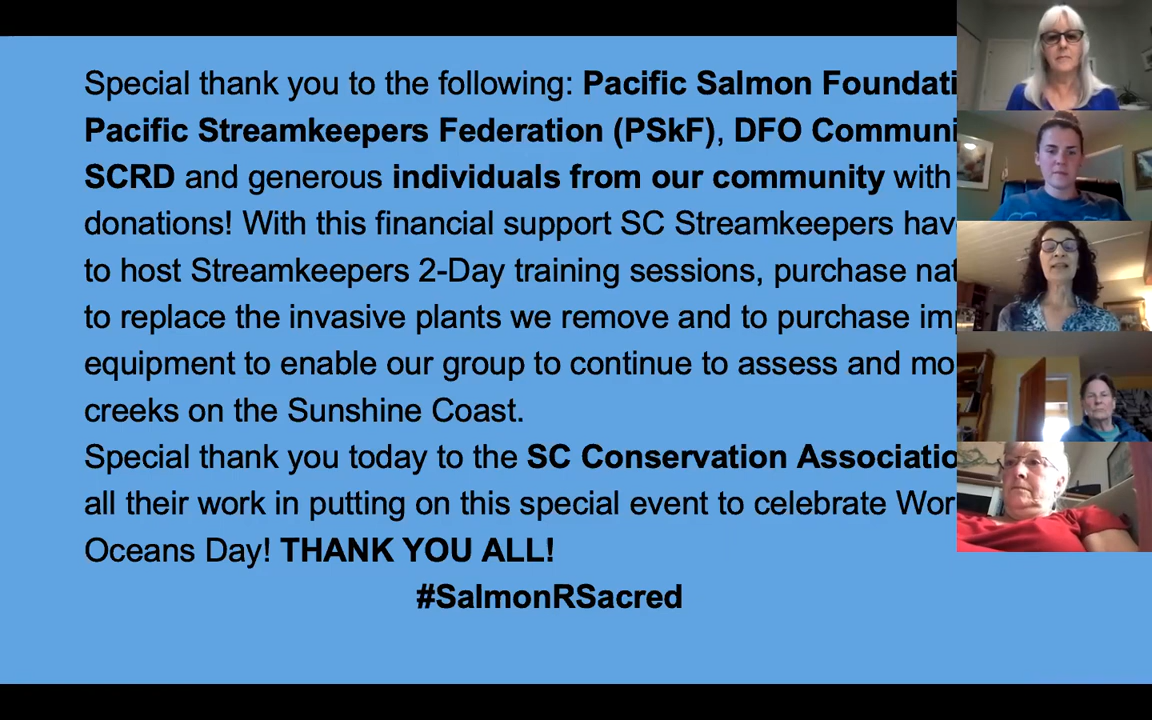 Special thank you to the following: Pacific Salmon Foundati
Pacific Streamkeepers Federation (PSkF), DFO Communi
SCRD and generous individuals from our community with
donations! With this financial support SC Streamkeepers hav
to host Streamkeepers 2-Day training sessions, purchase nat
to replace the invasive plants we remove and to purchase im
equipment to enable our group to continue to assess and mo
creeks on the Sunshine Coast.
Special thank you today to the SC Conservation Associatio
all their work in putting on this special event to celebrate Wor
Oceans Day! THANK YOU ALL!
#SalmonRSacred